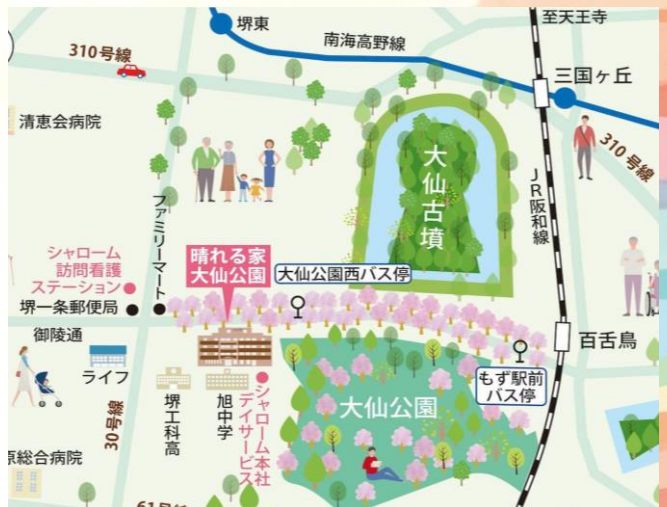 至天王寺
堺東
南海高野線
310号線
三国ヶ丘
清恵会病院
310号線
大仙古墳
JR阪和線
ファミリーマート
シャローム
訪問看護
ステーション
晴れる家
大仙公園
大仙公園西バス停
堺一条郵便局
御陵通
百舌鳥
ライフ
もず駅前
バス停
大仙公園
堺工科高
旭中学
シャローム本社
デイサービス
30号線
原総合病院
61号線